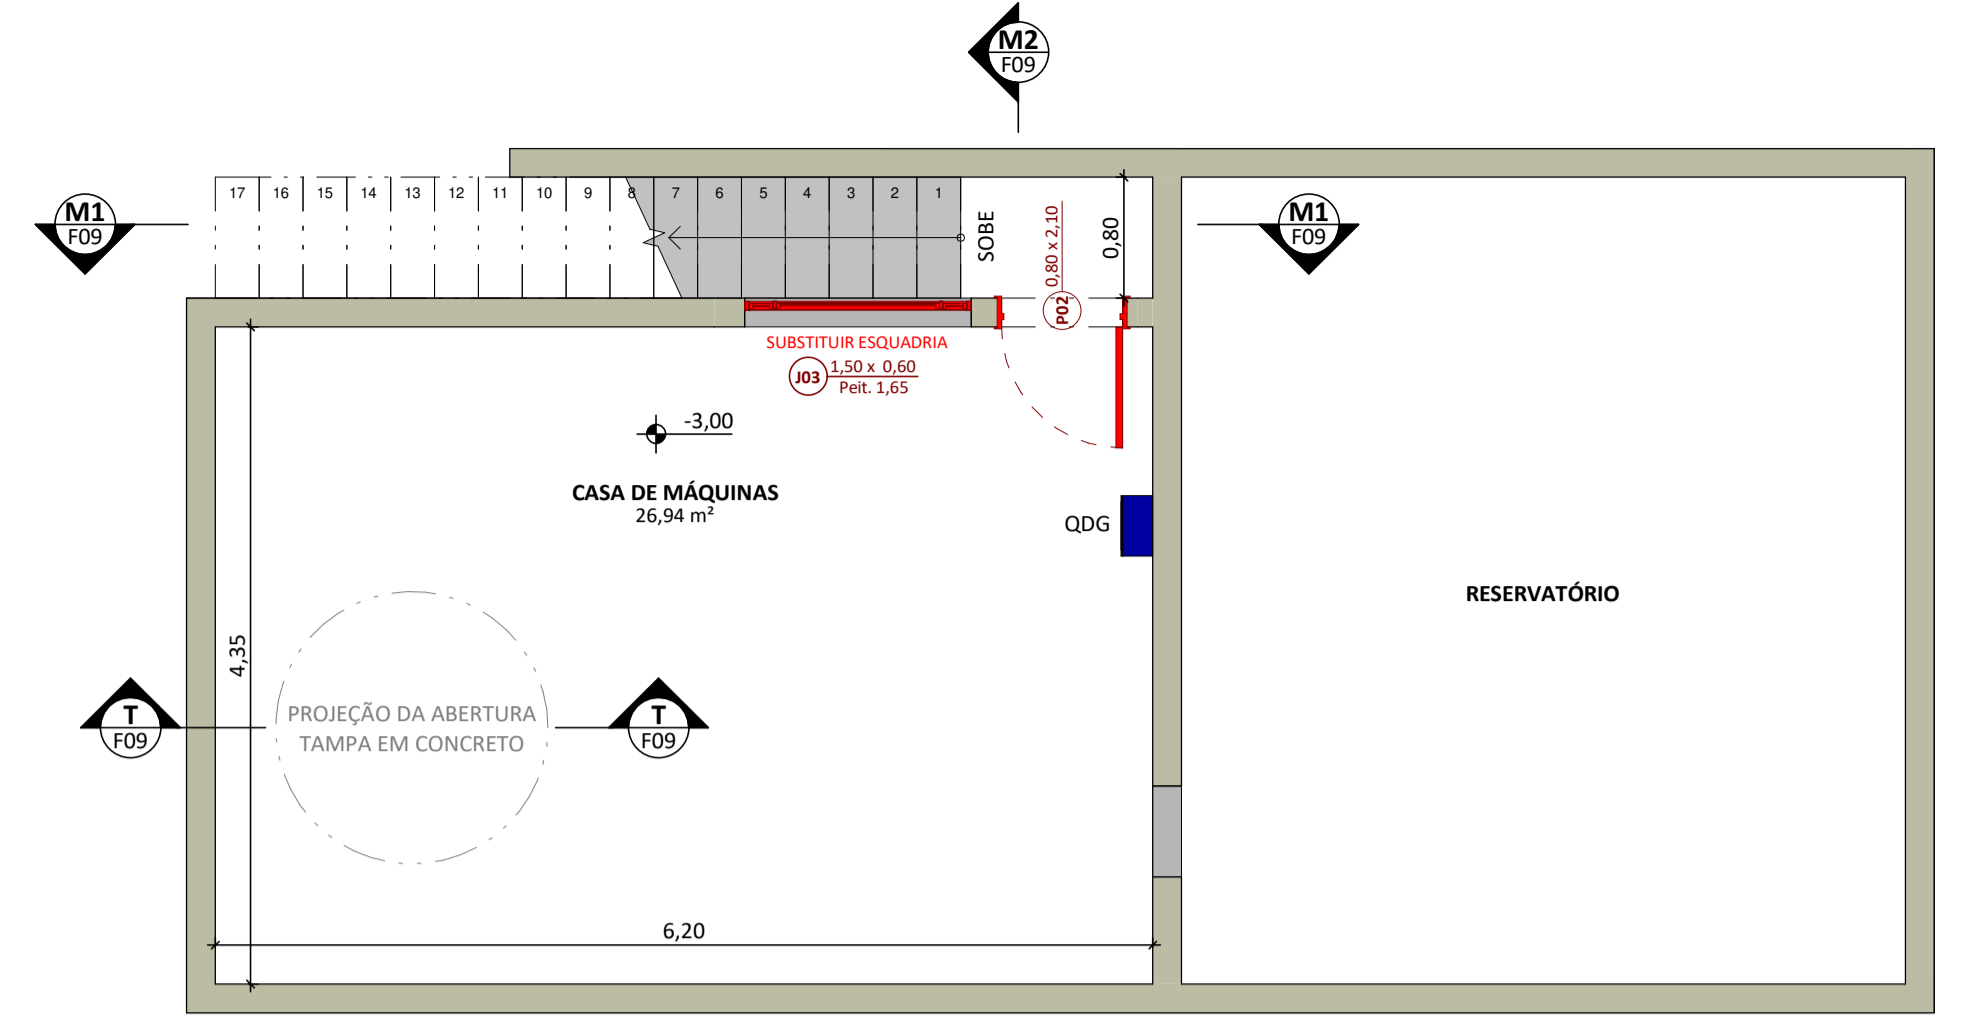 M2
F09
M1
F09
17 16 15 14 13 12 11 10 9 8 7 6 5 4 3 2 1
SOBE
0,80 x 2,10
P02
0,80
M1
F09
SUBSTITUIR ESQUADRIA
J03
1,50 x 0,60
Peit. 1,65
-3,00
CASA DE MÁQUINAS
26,94 m²
QDG
RESERVATÓRIO
4,35
T
F09
PROJEÇÃO DA ABERTURA
TAMPA EM CONCRETO
T
F09
6,20